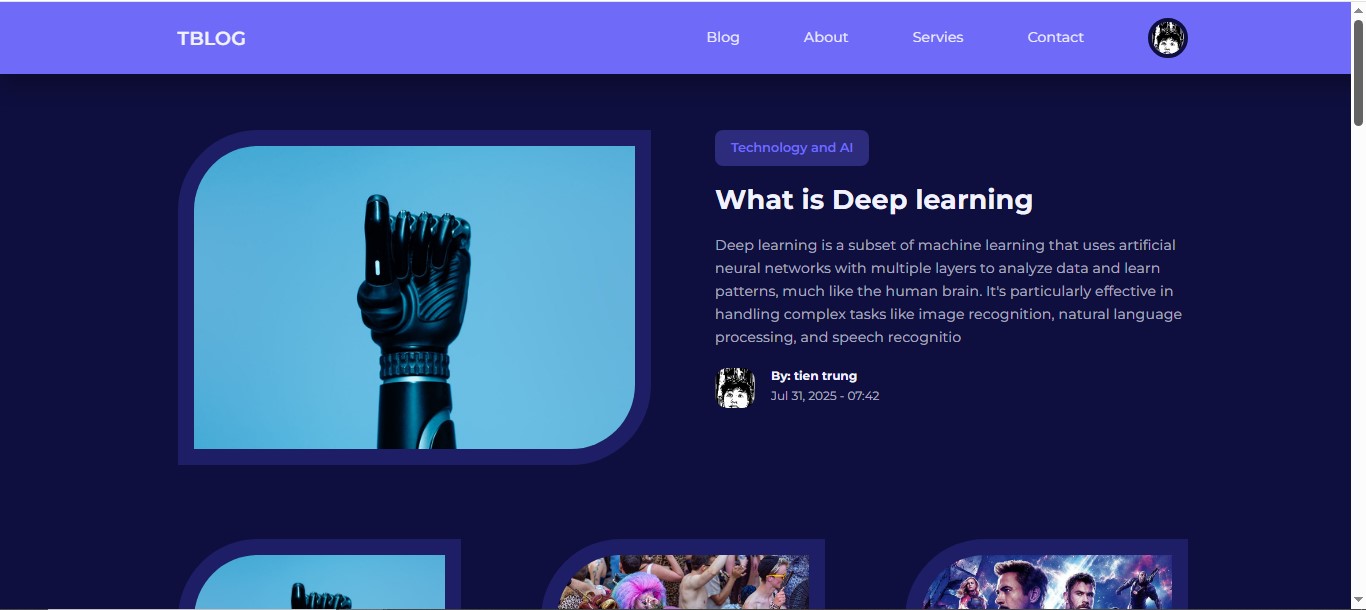 TBLOG
Blog
About
Servies
Contact
Technology and AI
What is Deep learning
Deep learning is a subset of machine learning that uses artificial
neural networks with multiple layers to analyze data and learn
patterns, much like the human brain. It's particularly effective in
handling complex tasks like image recognition, natural language
processing, and speech recognitio
By: tien trung
Jul 31, 2025 - 07:42